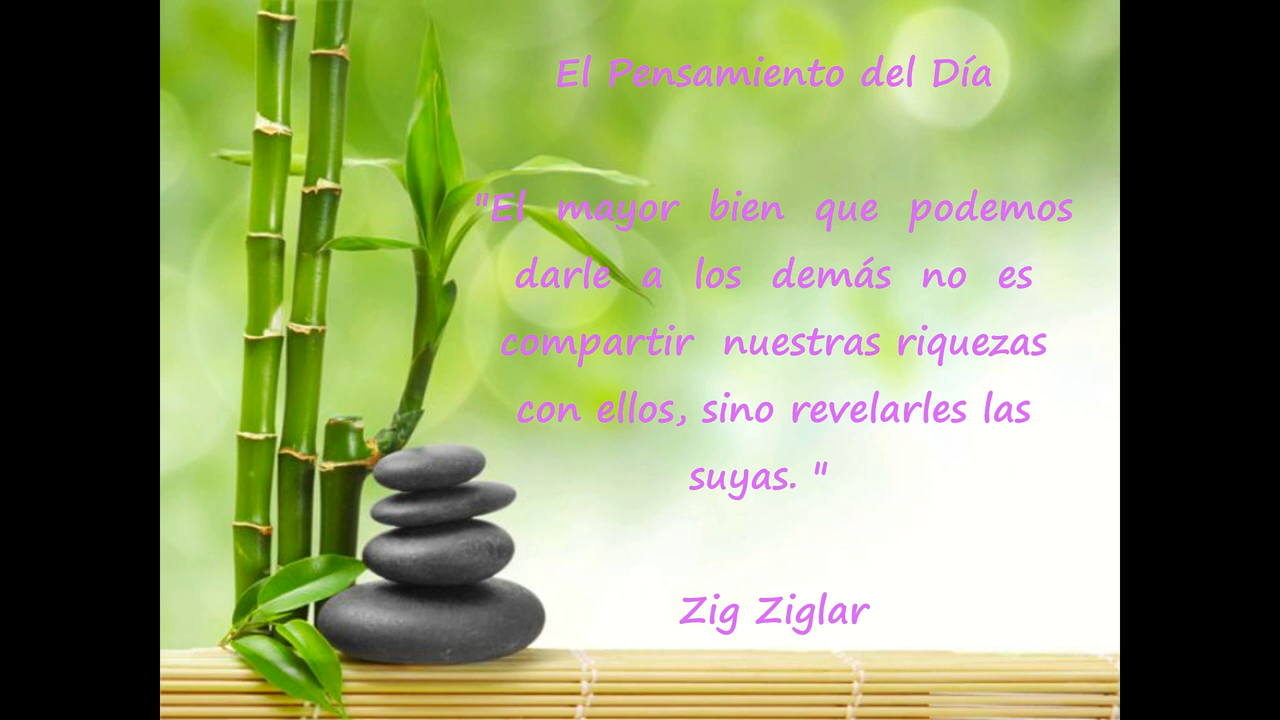 El Pensamiento del Día
"El mayor bien que podemos
darle a los demás no es
compartir nuestras riquezas
con ellos, sino revelarles las
suyas. "
Zig Ziglar